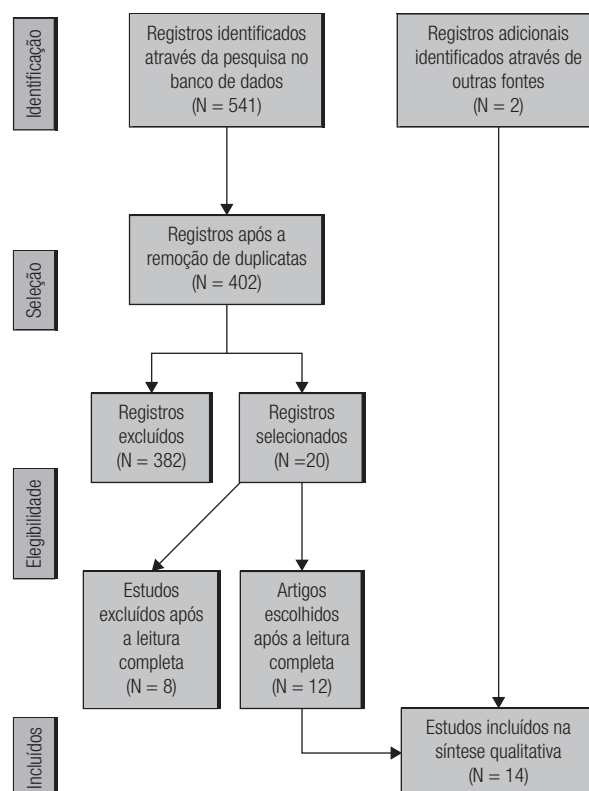 Identificação
Registros identificados
através da pesquisa no
banco de dados
(N = 541)
Registros adicionais
identificados através de
outras fontes
(N = 2)
Seleção
Registros após a
remoção de duplicatas
(N = 402)
Registros
excluídos
(N = 382)
Registros
selecionados
(N =20)
Elegibilidade
Estudos
excluídos após
a leitura
completa
(N = 8)
Artigos
escolhidos
após a leitura
completa
(N = 12)
Incluídos
Estudos incluídos na
síntese qualitativa
(N = 14)